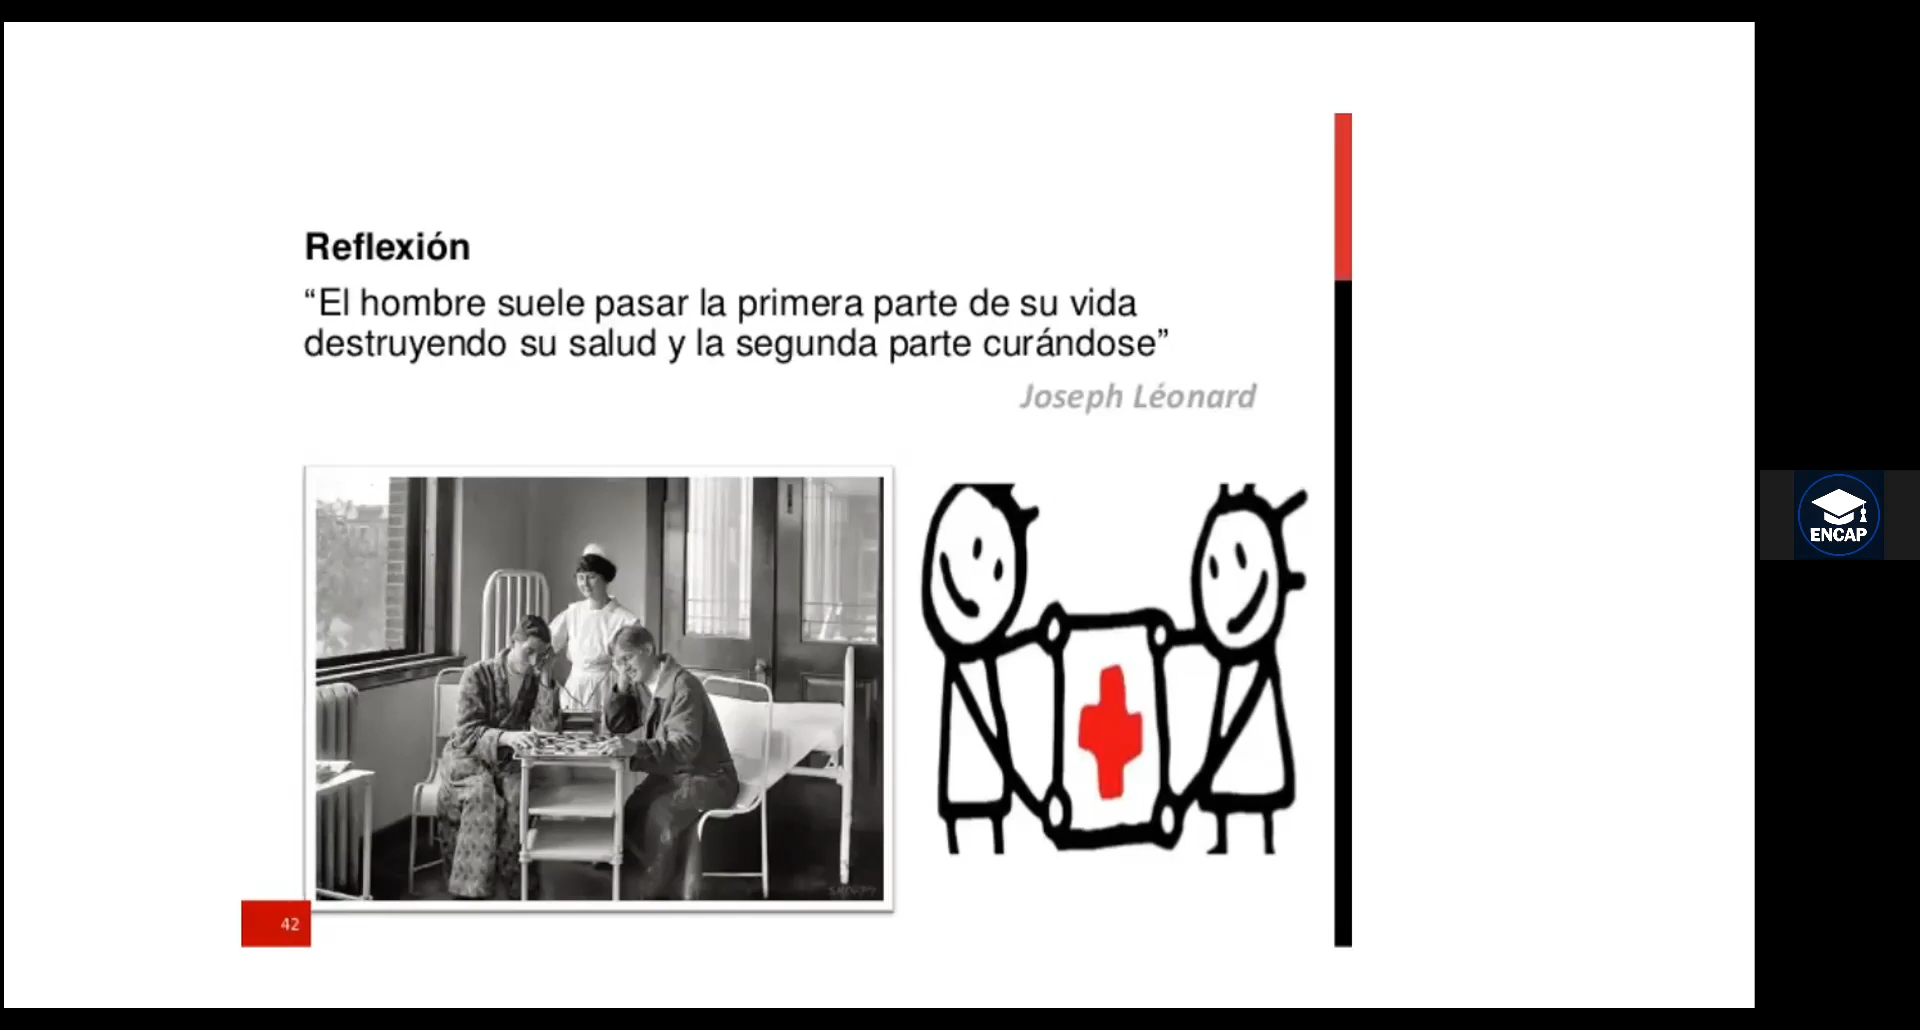 Reflexión
“El hombre suele pasar la primera parte de su vida
destruyendo su salud y la segunda parte curándose”
Joseph Léonard
ENCAP
42